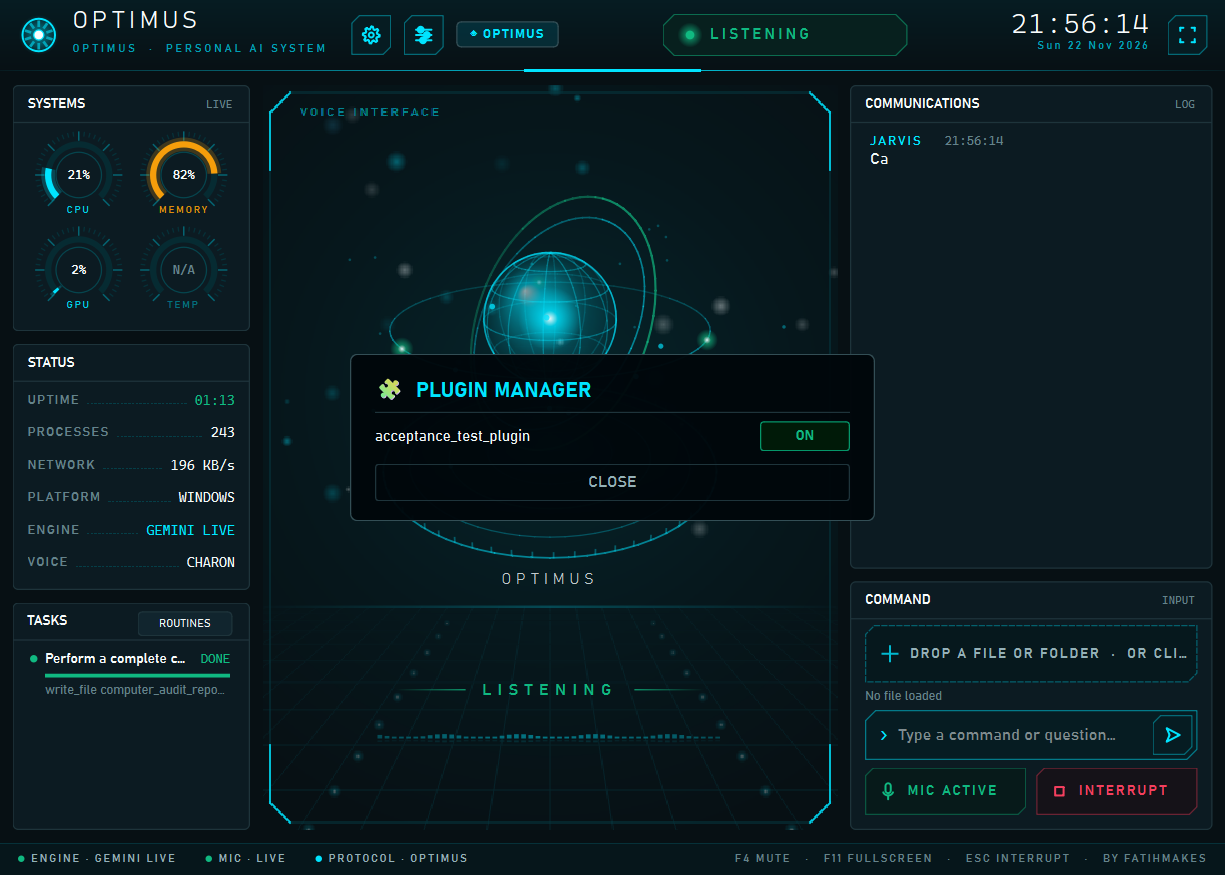 OPTIMUS
OPTIMUS · PERSONAL AI SYSTEM
OPTIMUS
LISTENING
21:56:14
Sun 22 Nov 2026
SYSTEMS LIVE
21%
CPU
82%
MEMORY
2%
GPU
N/A
TEMP
STATUS
UPTIME 01:13
PROCESSES 243
NETWORK 196 KB/s
PLATFORM WINDOWS
ENGINE GEMINI LIVE
VOICE CHARON
TASKS ROUTINES
Perform a complete c… DONE
write_file computer_audit_repo…
VOICE INTERFACE
PLUGIN MANAGER
acceptance_test_plugin ON
CLOSE
OPTIMUS
LISTENING
COMMUNICATIONS LOG
JARVIS 21:56:14
Ca
COMMAND INPUT
DROP A FILE OR FOLDER · OR CLI…
No file loaded
› Type a command or question…
MIC ACTIVE INTERRUPT
ENGINE · GEMINI LIVE MIC · LIVE PROTOCOL · OPTIMUS F4 MUTE · F11 FULLSCREEN · ESC INTERRUPT · BY FATIHMAKES